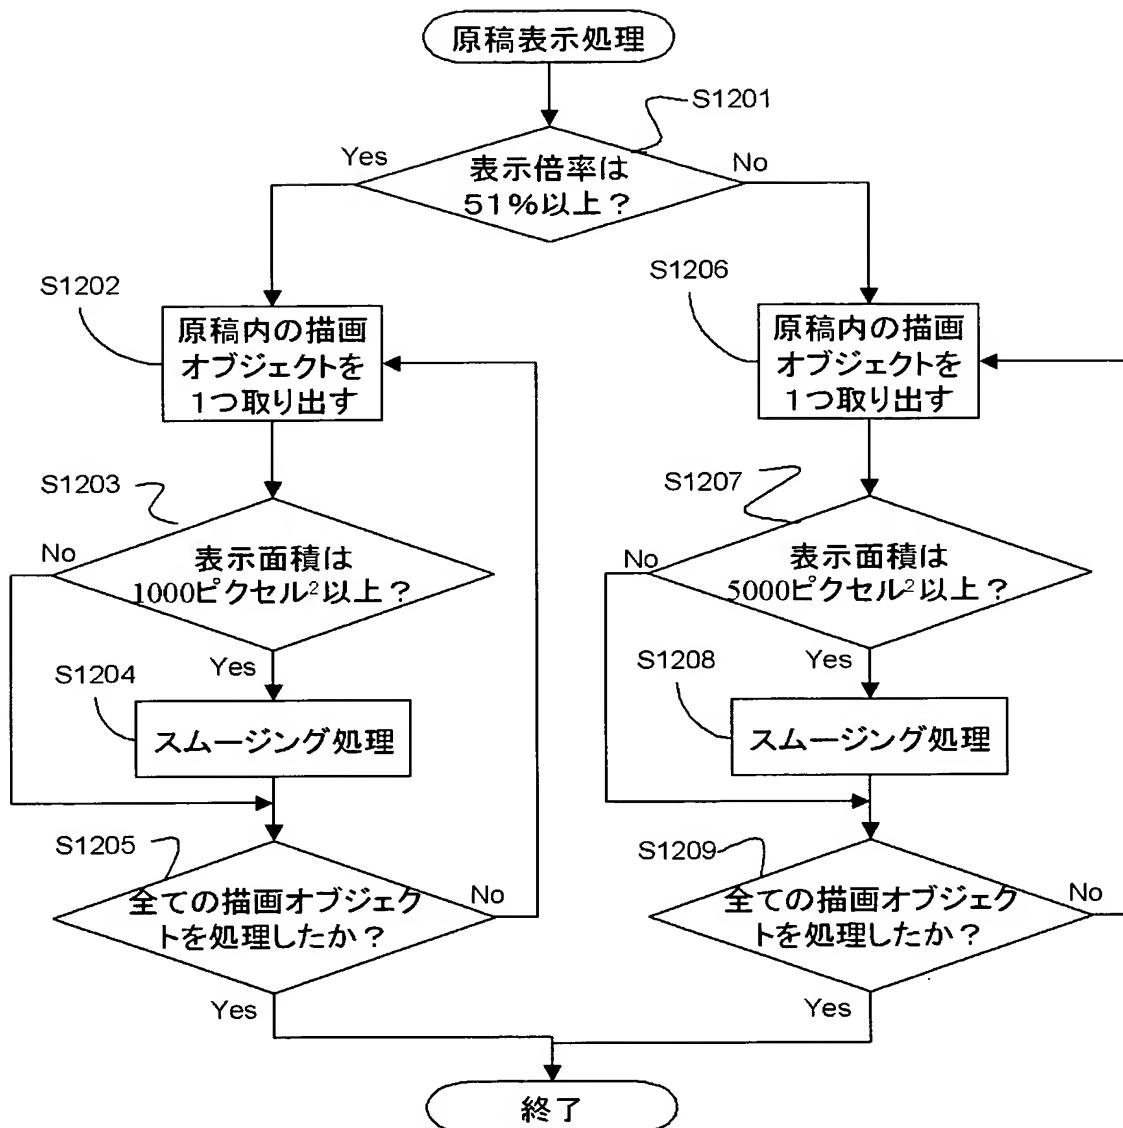 原稿表示処理
S1201
Yes
No
表示倍率は
51%以上?
S1202
原稿内の描画
オブジェクトを
1つ取り出す
S1203
No
表示面積は
1000ピクセル²以上?
Yes
S1204
スムージング処理
S1205
全ての描画オブジェク
トを処理したか?
No
Yes
S1206
原稿内の描画
オブジェクトを
1つ取り出す
S1207
No
表示面積は
5000ピクセル²以上?
Yes
S1208
スムージング処理
S1209
全ての描画オブジェク
トを処理したか?
No
Yes
終了